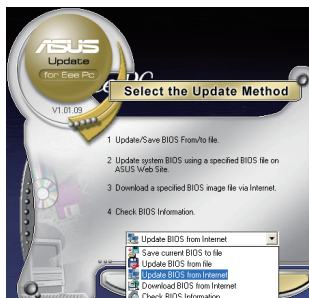 ASUS
Update
for Eee Pc
V1.01.09
Select the Update Method
1 Update/Save BIOS From/to file.
2 Update system BIOS using a specified BIOS file on
ASUS Web Site.
3 Download a specified BIOS image file via Internet.
4 Check BIOS Information.
Update BIOS from Internet
Save current BIOS to file
Update BIOS from file
Update BIOS from Internet
Download BIOS from Internet
Check BIOS Information